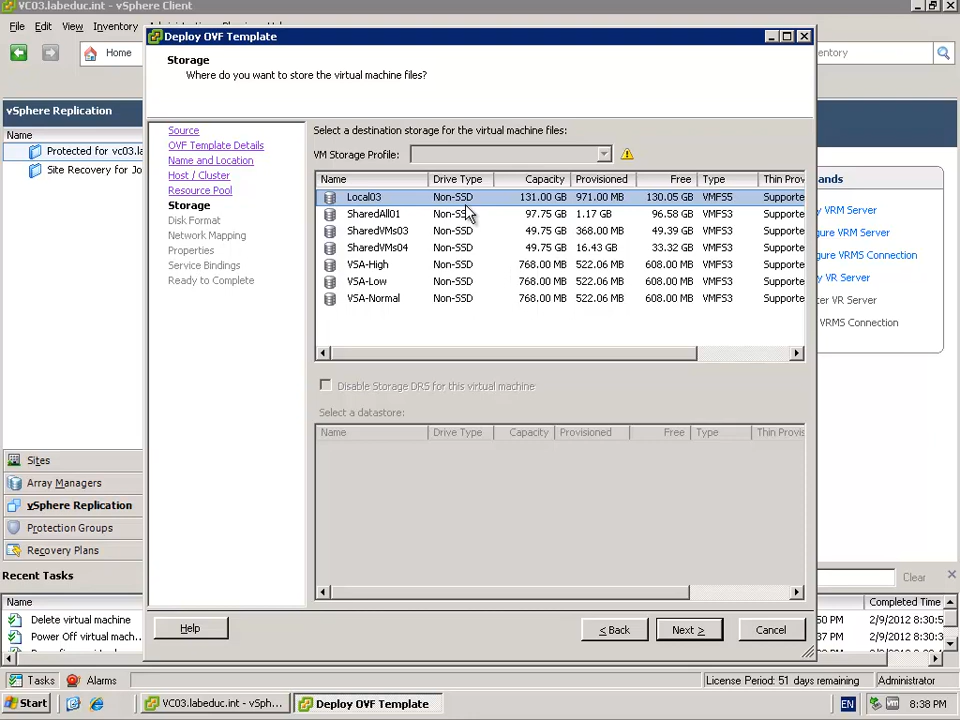 VC03.labeduc.int - vSphere Client
File Edit View Inventory
Home
entory
Deploy OVF Template
Storage
Where do you want to store the virtual machine files?
vSphere Replication
Name
Protected for vc03.la
Site Recovery for Jo
Source
OVF Template Details
Name and Location
Host / Cluster
Resource Pool
Storage
Disk Format
Network Mapping
Properties
Service Bindings
Ready to Complete
Select a destination storage for the virtual machine files:
VM Storage Profile:
Name Drive Type Capacity Provisioned Free Type Thin Prov
Local03 Non-SSD 131.00 GB 971.00 MB 130.05 GB VMFS5 Supporte
SharedAll01 Non-SSD 97.75 GB 1.17 GB 96.58 GB VMFS3 Supporte
SharedVMs03 Non-SSD 49.75 GB 368.00 MB 49.39 GB VMFS3 Supporte
SharedVMs04 Non-SSD 49.75 GB 16.43 GB 33.32 GB VMFS3 Supporte
VSA-High Non-SSD 768.00 MB 522.06 MB 608.00 MB VMFS3 Supporte
VSA-Low Non-SSD 768.00 MB 522.06 MB 608.00 MB VMFS3 Supporte
VSA-Normal Non-SSD 768.00 MB 522.06 MB 608.00 MB VMFS3 Supporte
Disable Storage DRS for this virtual machine
Select a datastore:
Name Drive Type Capacity Provisioned Free Type Thin Provis
ands
y VRM Server
ure VRM Server
gure VRMS Connection
y VR Server
ter VR Server
VRMS Connection
Sites
Array Managers
vSphere Replication
Protection Groups
Recovery Plans
Help
< Back
Next >
Cancel
Recent Tasks
Clear
Name
Completed Time
Delete virtual machine
50 PM 2/9/2012 8:30:5
Power Off virtual mach...
37 PM 2/9/2012 8:30:3
Tasks Alarms
License Period: 51 days remaining
Administrator
Start
VC03.labeduc.int - vSph...
Deploy OVF Template
EN
8:38 PM